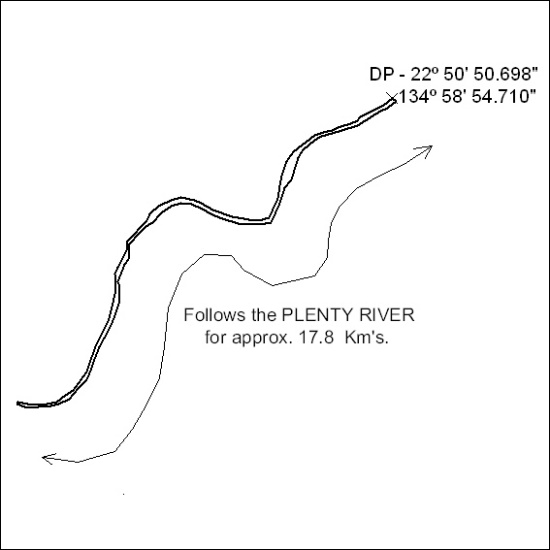 DP - 22º 50' 50.698"
134º 58' 54.710"
Follows the PLENTY RIVER
for approx. 17.8 Km's.